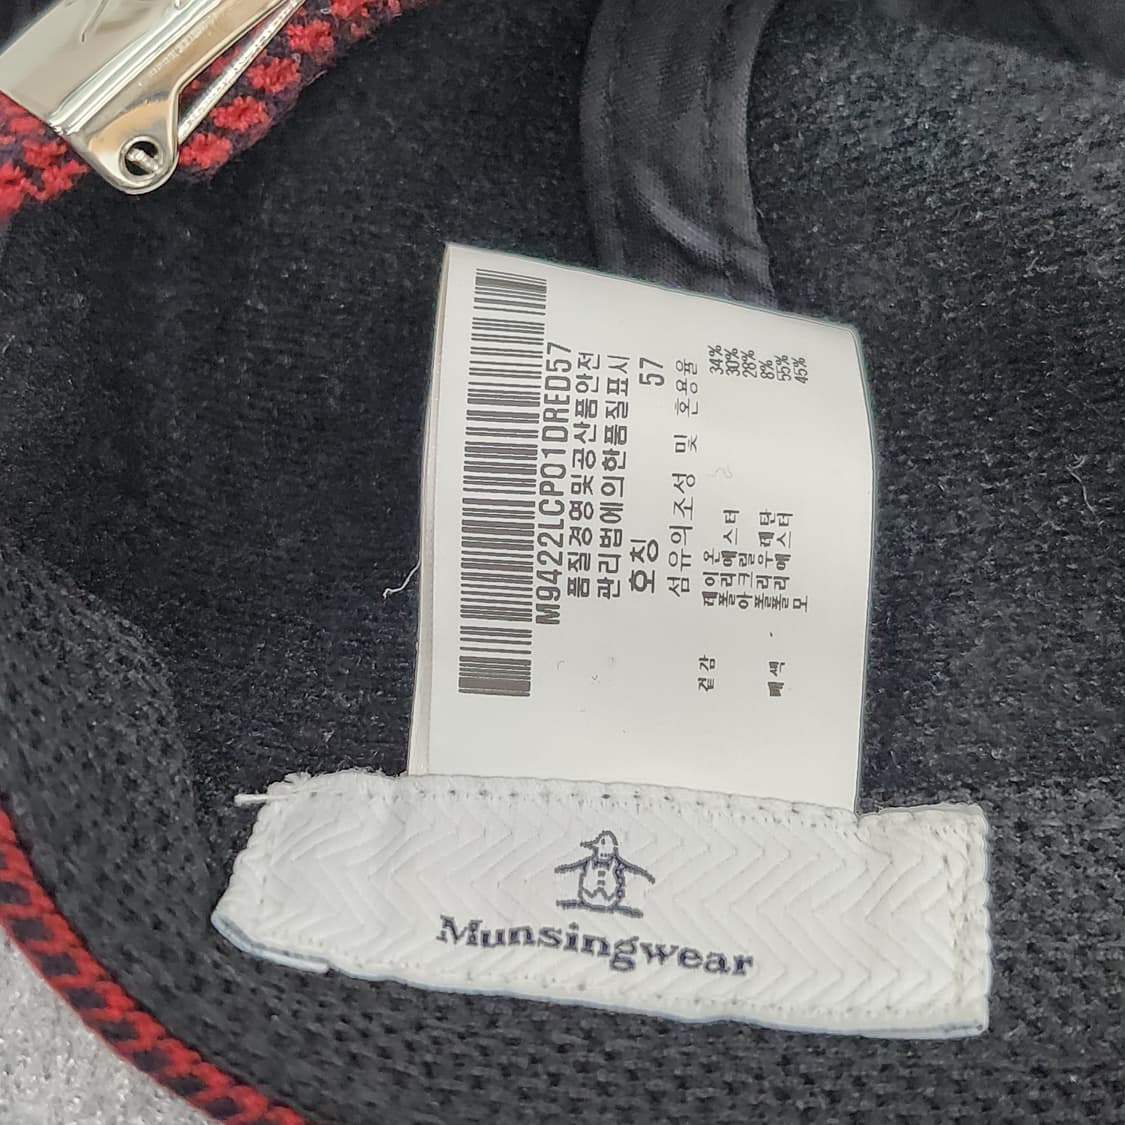 M9422LCP01DRED57
품질경영및공산품안전
관리법에의한품질표시
호칭 57
섬유의조성 및 혼용율
겉감 레이온 34%
폴리에스터 30%
아크릴 28%
폴리우레탄 8%
배색 폴리에스터 55%
모 45%
Munsingwear